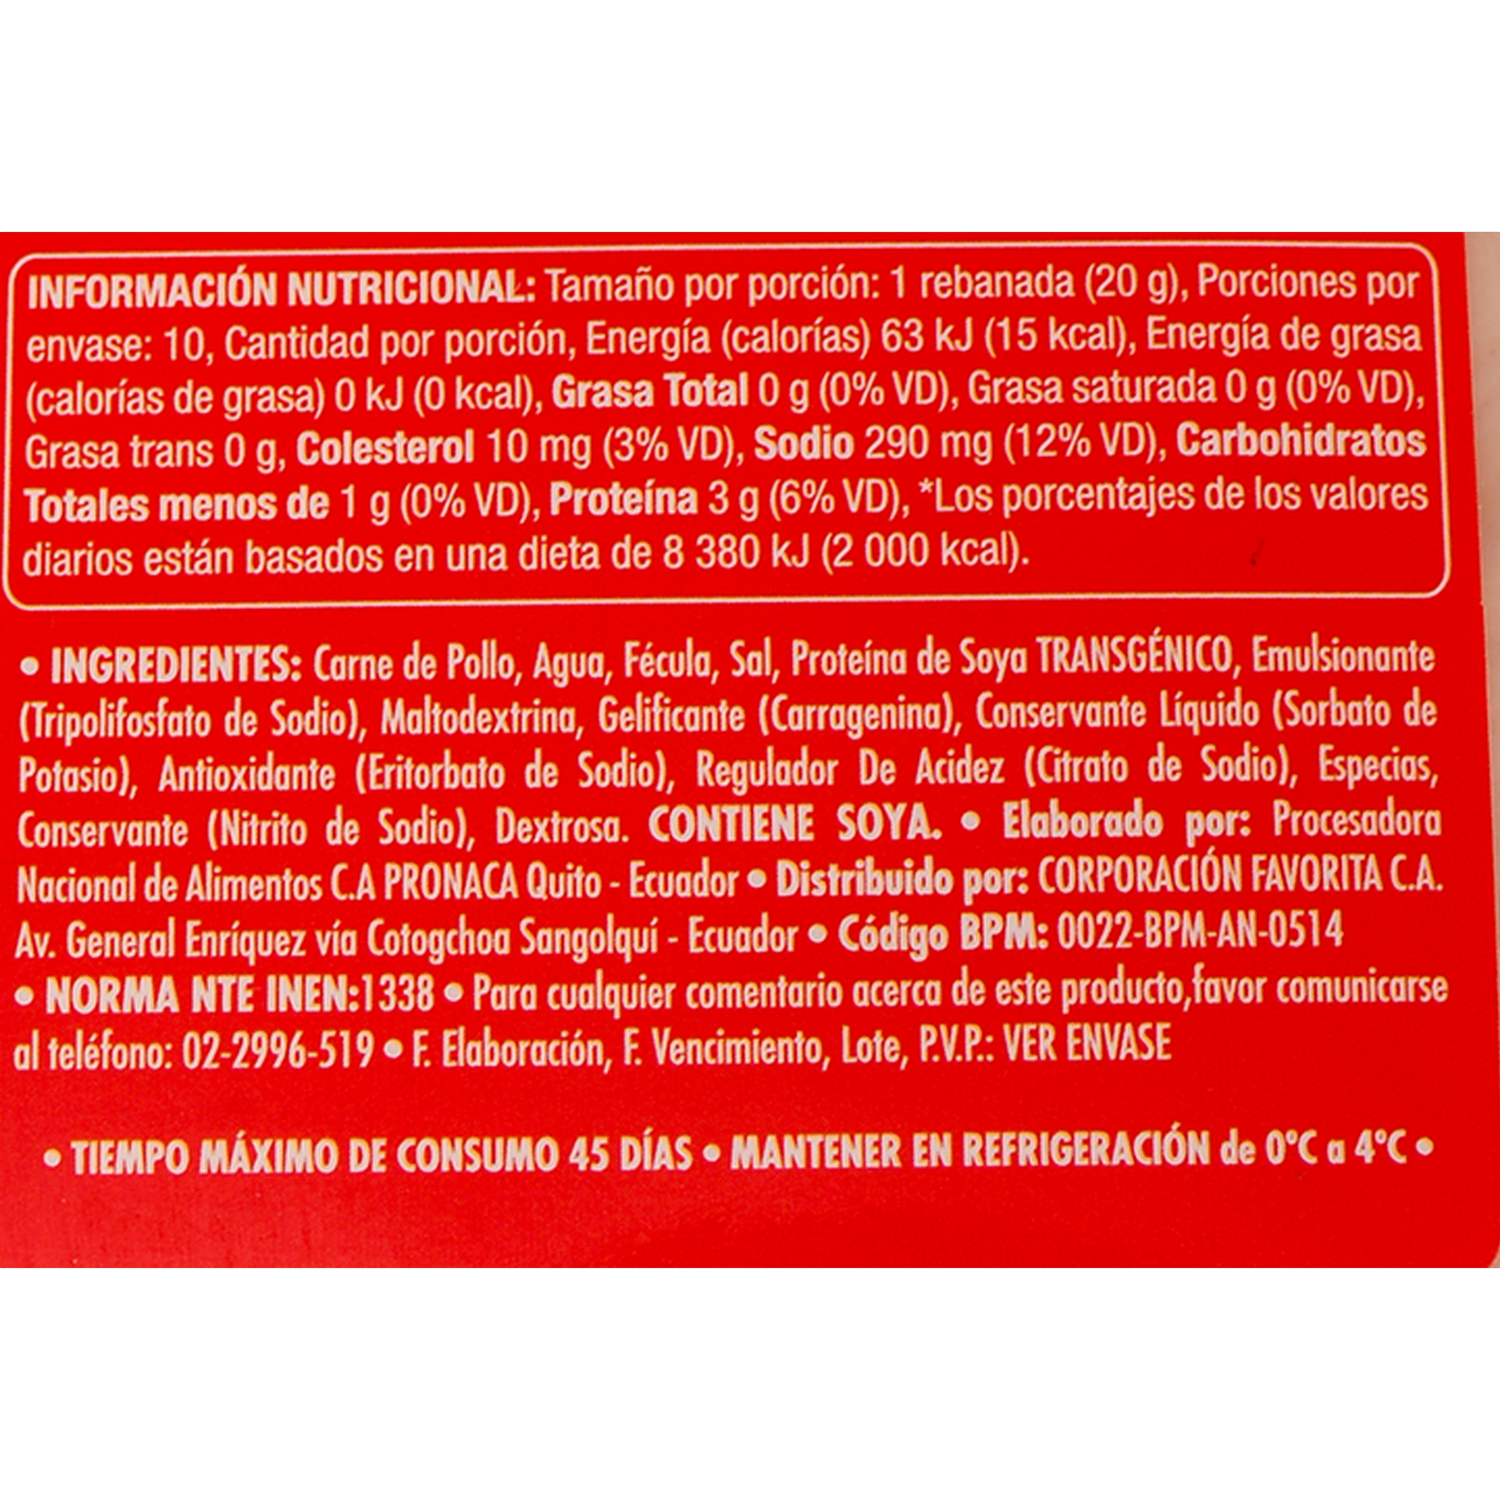 INFORMACIÓN NUTRICIONAL: Tamaño por porción: 1 rebanada (20 g), Porciones por
envase: 10, Cantidad por porción, Energía (calorías) 63 kJ (15 kcal), Energía de grasa
(calorías de grasa) 0 kJ (0 kcal), Grasa Total 0 g (0% VD), Grasa saturada 0 g (0% VD),
Grasa trans 0 g, Colesterol 10 mg (3% VD), Sodio 290 mg (12% VD), Carbohidratos
Totales menos de 1 g (0% VD), Proteína 3 g (6% VD), *Los porcentajes de los valores
diarios están basados en una dieta de 8 380 kJ (2 000 kcal).
• INGREDIENTES: Carne de Pollo, Agua, Fécula, Sal, Proteína de Soya TRANSGÉNICO, Emulsionante
(Tripolifosfato de Sodio), Maltodextrina, Gelificante (Carragenina), Conservante Líquido (Sorbato de
Potasio), Antioxidante (Eritorbato de Sodio), Regulador De Acidez (Citrato de Sodio), Especias,
Conservante (Nitrito de Sodio), Dextrosa. CONTIENE SOYA. • Elaborado por: Procesadora
Nacional de Alimentos C.A PRONACA Quito - Ecuador • Distribuido por: CORPORACIÓN FAVORITA C.A.
Av. General Enríquez vía Cotogchoa Sangolquí - Ecuador • Código BPM: 0022-BPM-AN-0514
• NORMA NTE INEN:1338 • Para cualquier comentario acerca de este producto,favor comunicarse
al teléfono: 02-2996-519 • F. Elaboración, F. Vencimiento, Lote, P.V.P.: VER ENVASE
• TIEMPO MÁXIMO DE CONSUMO 45 DÍAS • MANTENER EN REFRIGERACIÓN de 0°C a 4°C •